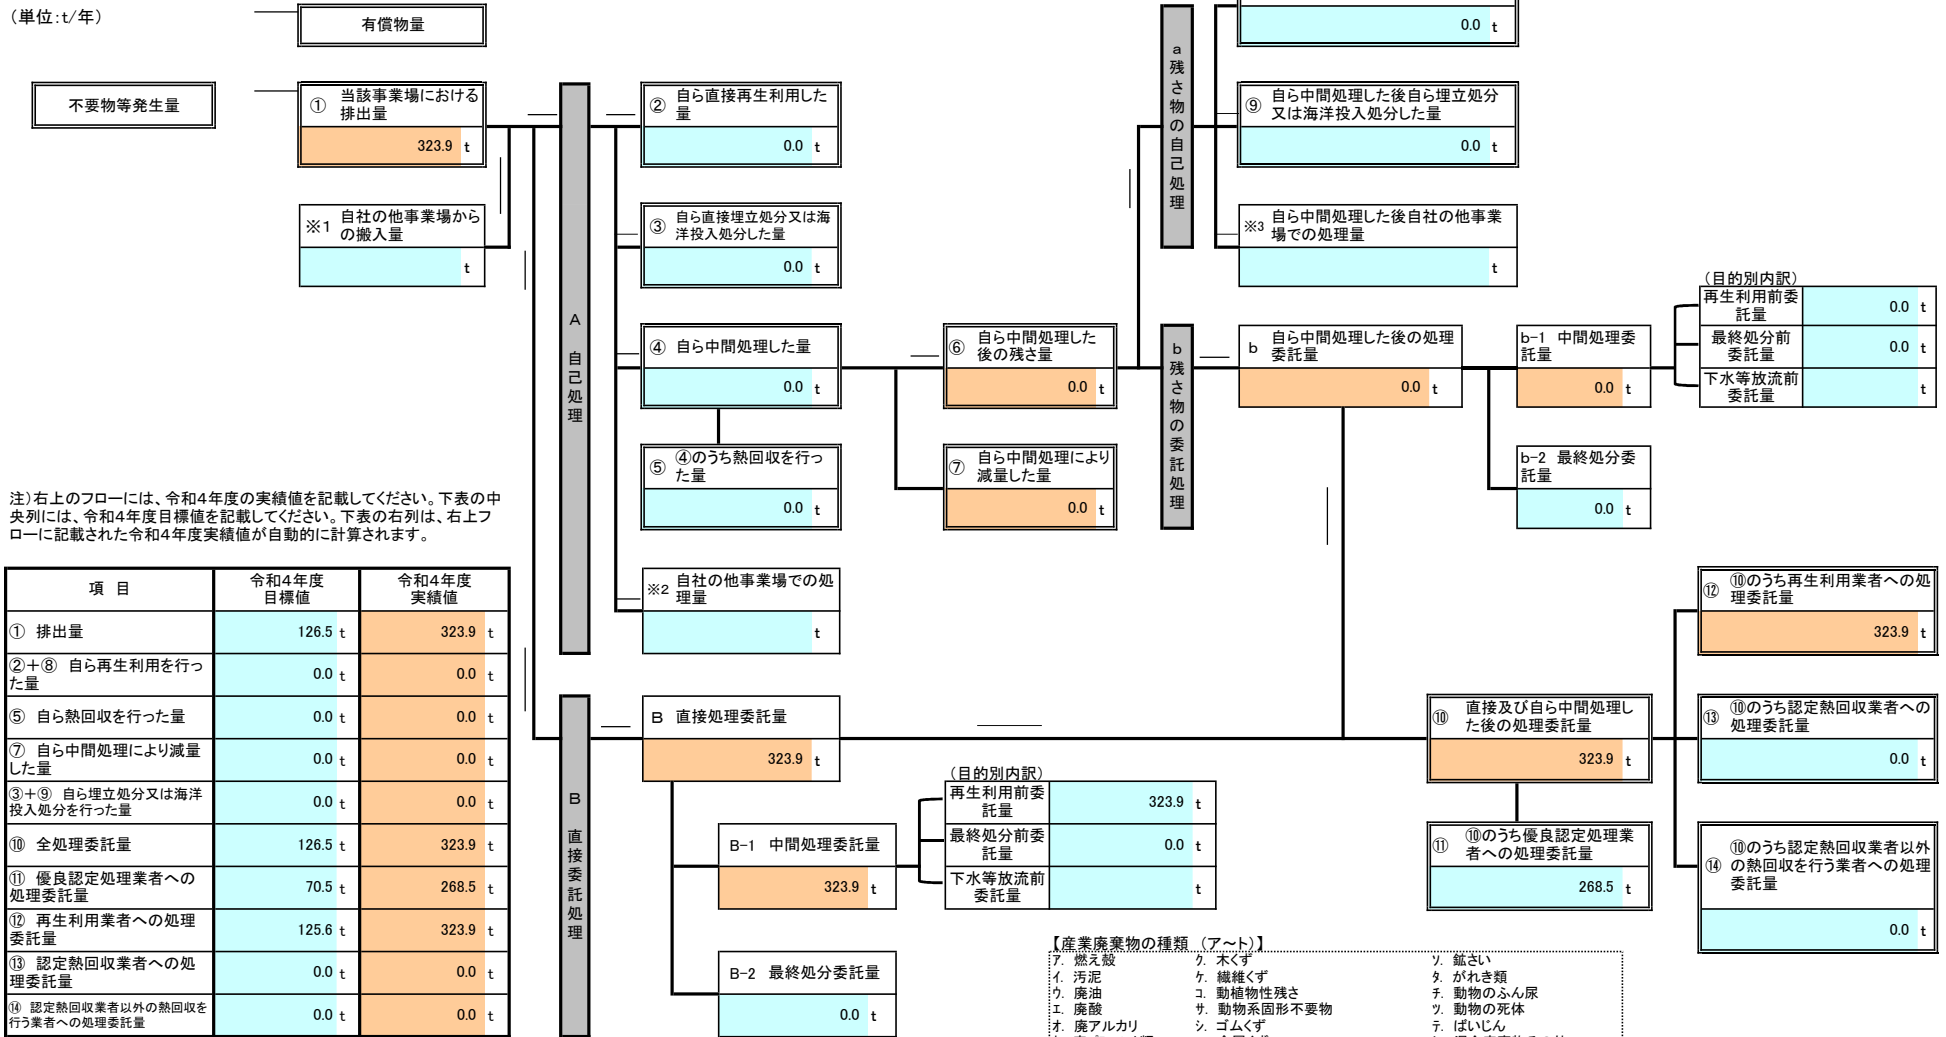 （単位：t/年）
有償物量
0.0 t
不要物等発生量
① 当該事業場における
排出量
323.9 t
※1 自社の他事業場から
の搬入量
t
A
自己処理
② 自ら直接再生利用した
量
0.0 t
③ 自ら直接埋立処分又は海
洋投入処分した量
0.0 t
④ 自ら中間処理した量
0.0 t
⑤ ④のうち熱回収を行っ
た量
0.0 t
※2 自社の他事業場での処
理量
t
⑥ 自ら中間処理した
後の残さ量
0.0 t
⑦ 自ら中間処理により
減量した量
0.0 t
a
残さ物の自己処理
⑨ 自ら中間処理した後自ら埋立処分
又は海洋投入処分した量
0.0 t
※3 自ら中間処理した後自社の他事業
場での処理量
t
b
残さ物の委託処理
b 自ら中間処理した後の処理
委託量
0.0 t
b-1 中間処理委
託量
0.0 t
b-2 最終処分委
託量
0.0 t
（目的別内訳）
再生利用前委
託量
0.0 t
最終処分前
委託量
0.0 t
下水等放流前
委託量
t
注）右上のフローには、令和４年度の実績値を記載してください。下表の中
央列には、令和４年度目標値を記載してください。下表の右列は、右上フ
ローに記載された令和４年度実績値が自動的に計算されます。
項 目 令和４年度
目標値 令和４年度
実績値
① 排出量 126.5 t 323.9 t
②＋⑧ 自ら再生利用を行っ
た量 0.0 t 0.0 t
⑤ 自ら熱回収を行った量 0.0 t 0.0 t
⑦ 自ら中間処理により減量
した量 0.0 t 0.0 t
③＋⑨ 自ら埋立処分又は海洋
投入処分を行った量 0.0 t 0.0 t
⑩ 全処理委託量 126.5 t 323.9 t
⑪ 優良認定処理業者への
処理委託量 70.5 t 268.5 t
⑫ 再生利用業者への処理
委託量 125.6 t 323.9 t
⑬ 認定熱回収業者への処
理委託量 0.0 t 0.0 t
⑭ 認定熱回収業者以外の熱回収を
行う業者への処理委託量 0.0 t 0.0 t
B
直接委託処理
B 直接処理委託量
323.9 t
B-1 中間処理委託量
323.9 t
B-2 最終処分委託量
0.0 t
（目的別内訳）
再生利用前委
託量
323.9 t
最終処分前委
託量
0.0 t
下水等放流前
委託量
t
⑩ 直接及び自ら中間処理し
た後の処理委託量
323.9 t
⑪ ⑩のうち優良認定処理業
者への処理委託量
268.5 t
⑫ ⑩のうち再生利用業者への処
理委託量
323.9 t
⑬ ⑩のうち認定熱回収業者への
処理委託量
0.0 t
⑭ ⑩のうち認定熱回収業者以外
の熱回収を行う業者への処理
委託量
0.0 t
【産業廃棄物の種類 （ア～ト）】
ｱ. 燃え殻 ｸ. 木くず ｿ. 鉱さい
ｲ. 汚泥 ｹ. 繊維くず ﾀ. がれき類
ｳ. 廃油 ｺ. 動植物性残さ ﾁ. 動物のふん尿
ｴ. 廃酸 ｻ. 動物系固形不要物 ﾂ. 動物の死体
ｵ. 廃アルカリ ｼ. ゴムくず ﾃ. ばいじん